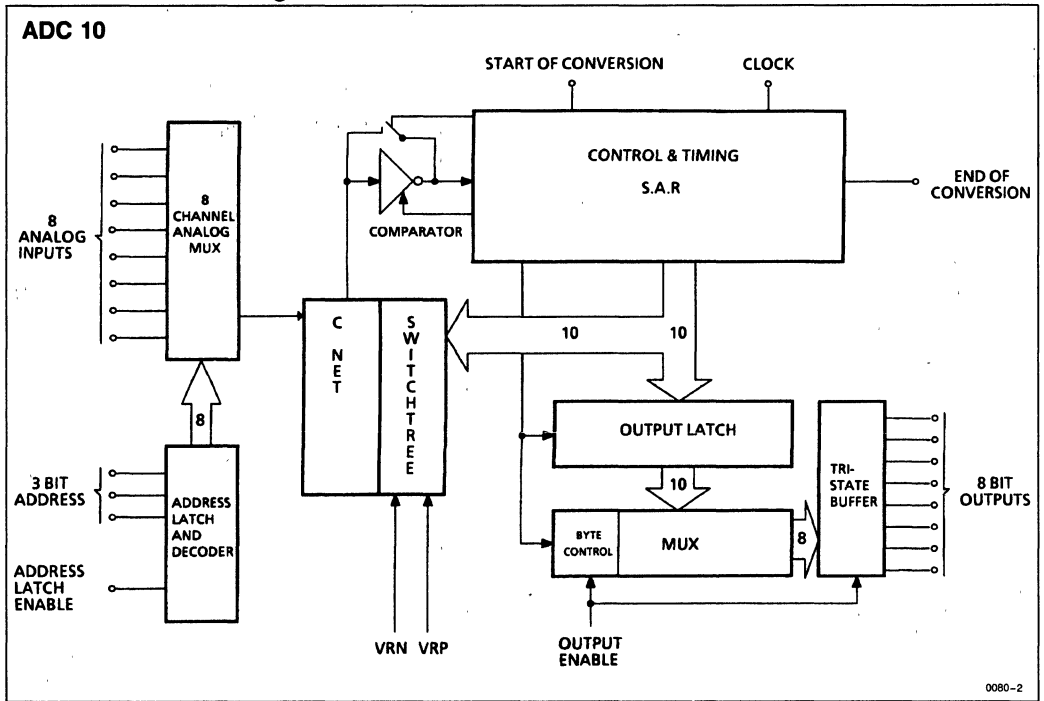 ADC 10
START OF CONVERSION
CLOCK
CONTROL & TIMING
S.A.R
END OF
CONVERSION
8
ANALOG
INPUTS
8
CHANNEL
ANALOG
MUX
COMPARATOR
C NET
SWITCHTREE
10
10
8
OUTPUT LATCH
10
3 BIT
ADDRESS
ADDRESS
LATCH
AND
DECODER
ADDRESS
LATCH
ENABLE
BYTE
CONTROL
MUX
8
TRI-
STATE
BUFFER
8 BIT
OUTPUTS
VRN VRP
OUTPUT
ENABLE
0080-2